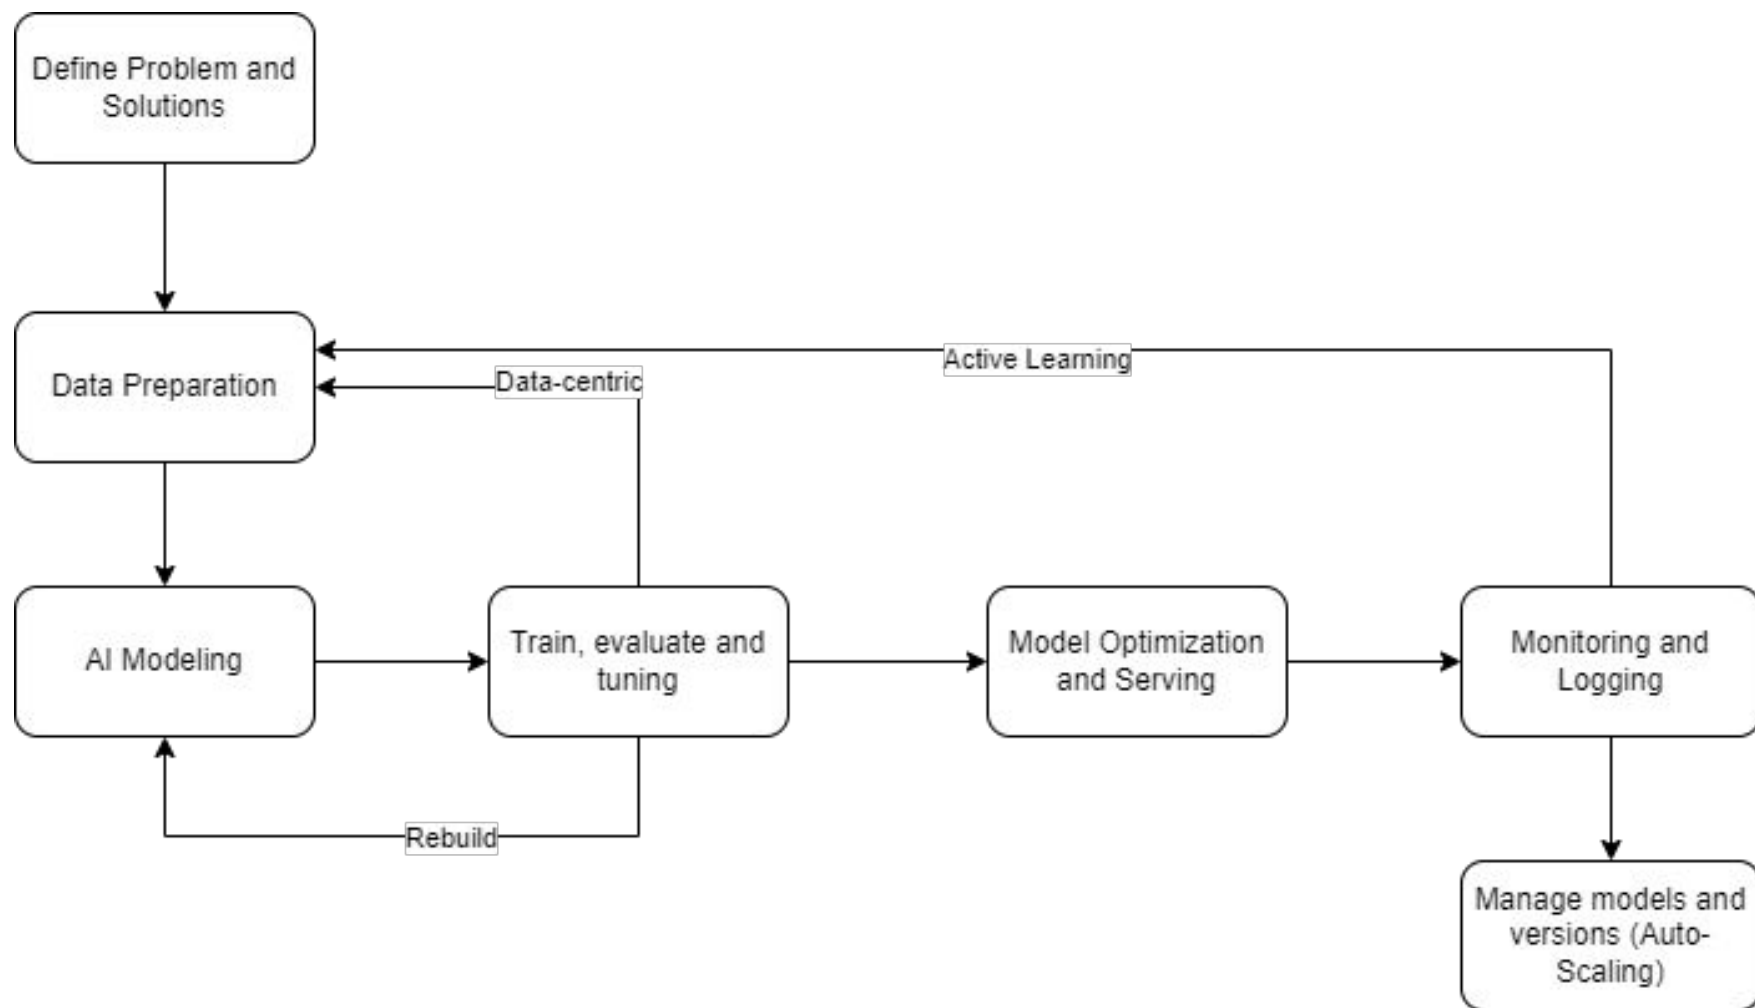 Define Problem and
Solutions
Active Learning
Data-centric
Data Preparation
AI Modeling
Train, evaluate and
tuning
Model Optimization
and Serving
Monitoring and
Logging
Rebuild
Manage models and
versions (Auto-
Scaling)